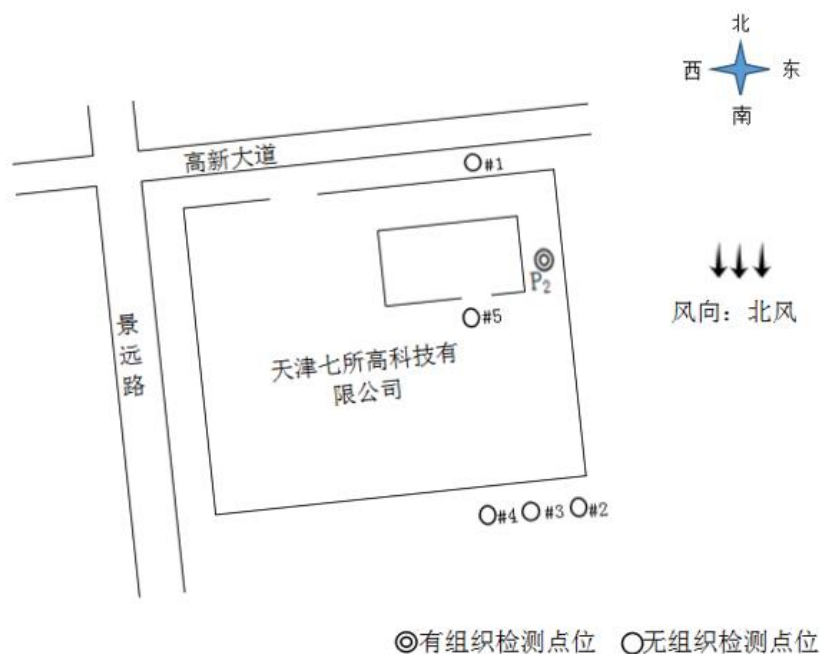 北
西
东
南
高新大道
#1
P2
风向：北风
#5
景远路
天津七所高科技有
限公司
#4
#3
#2
有组织检测点位
无组织检测点位